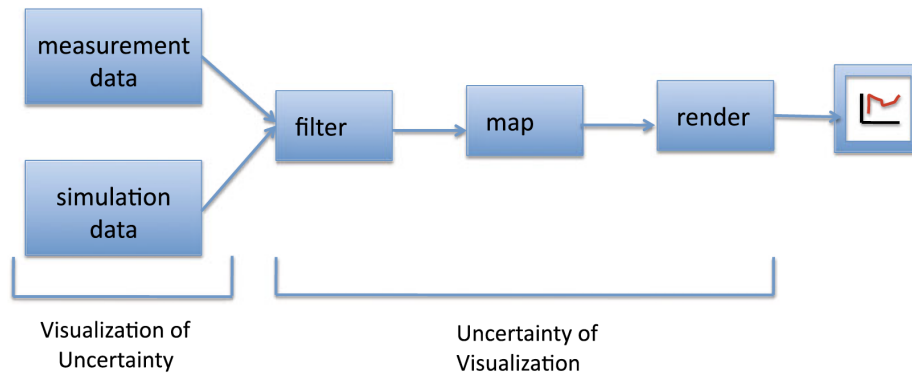 measurement
data
simulation
data
filter
map
render
Visualization of
Uncertainty
Uncertainty of
Visualization